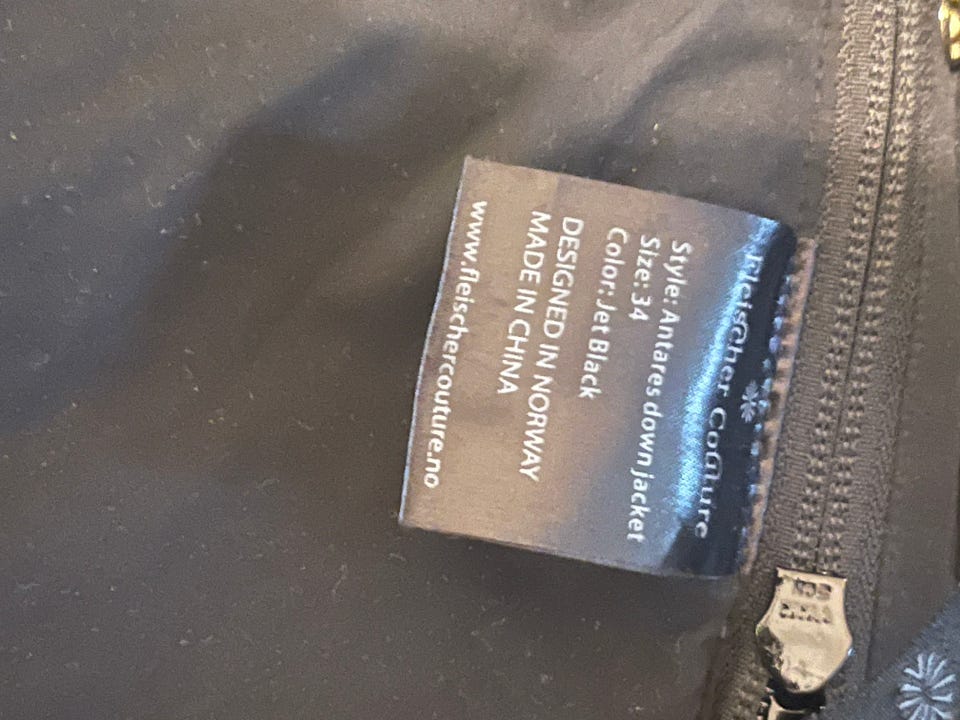 Fleischer Couture
Style: Antares down jacket
Size: 34
Color: Jet Black
DESIGNED IN NORWAY
MADE IN CHINA
www.fleischercouture.no